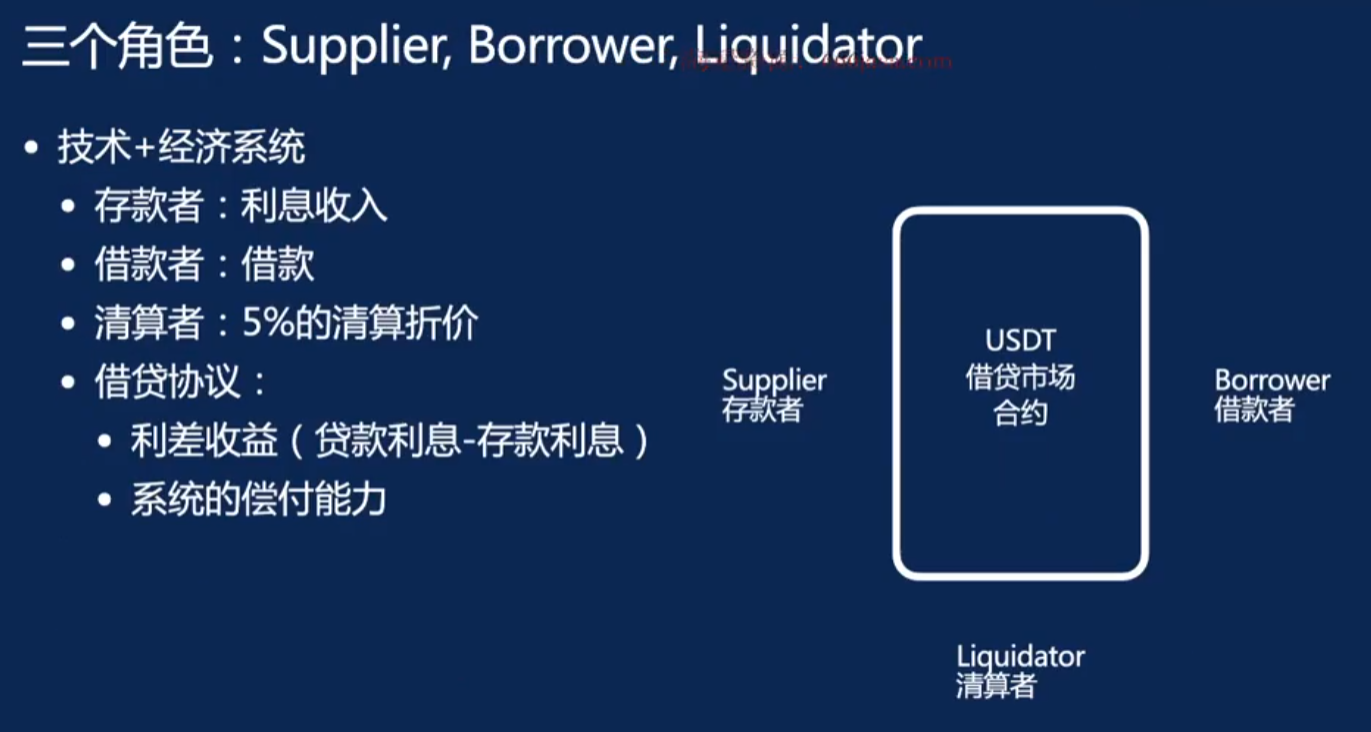 三个角色：Supplier, Borrower, Liquidator
• 技术+经济系统
• 存款者：利息收入
• 借款者：借款
• 清算者：5%的清算折价
• 借贷协议：
• 利差收益（贷款利息-存款利息）
• 系统的偿付能力
Supplier
存款者
USDT
借贷市场
合约
Borrower
借款者
Liquidator
清算者